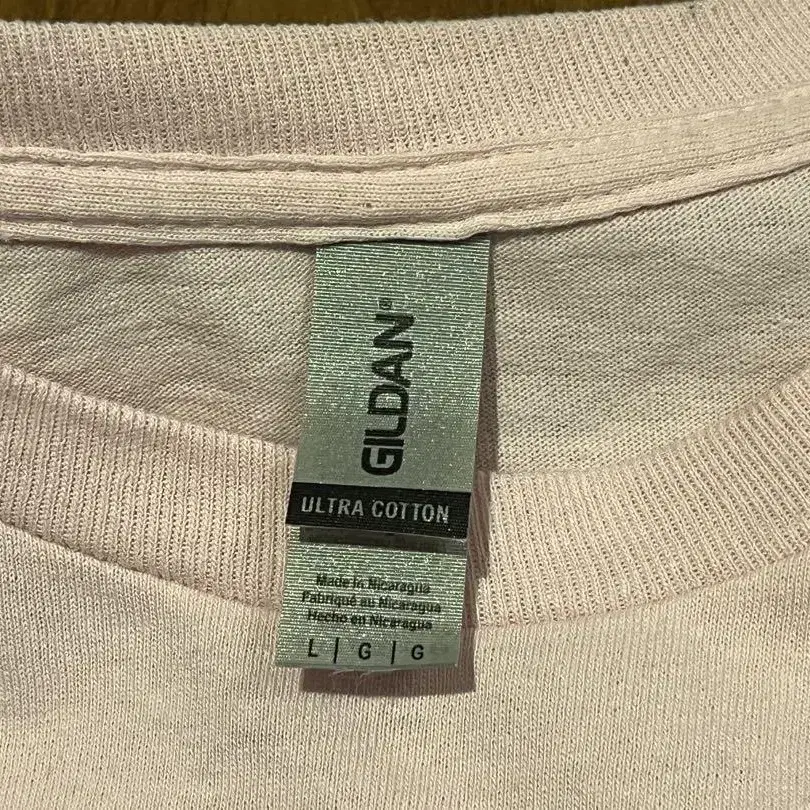 GILDAN®
ULTRA COTTON
Made in Nicaragua
Fabriqué au Nicaragua
Hecho en Nicaragua
L | G | G